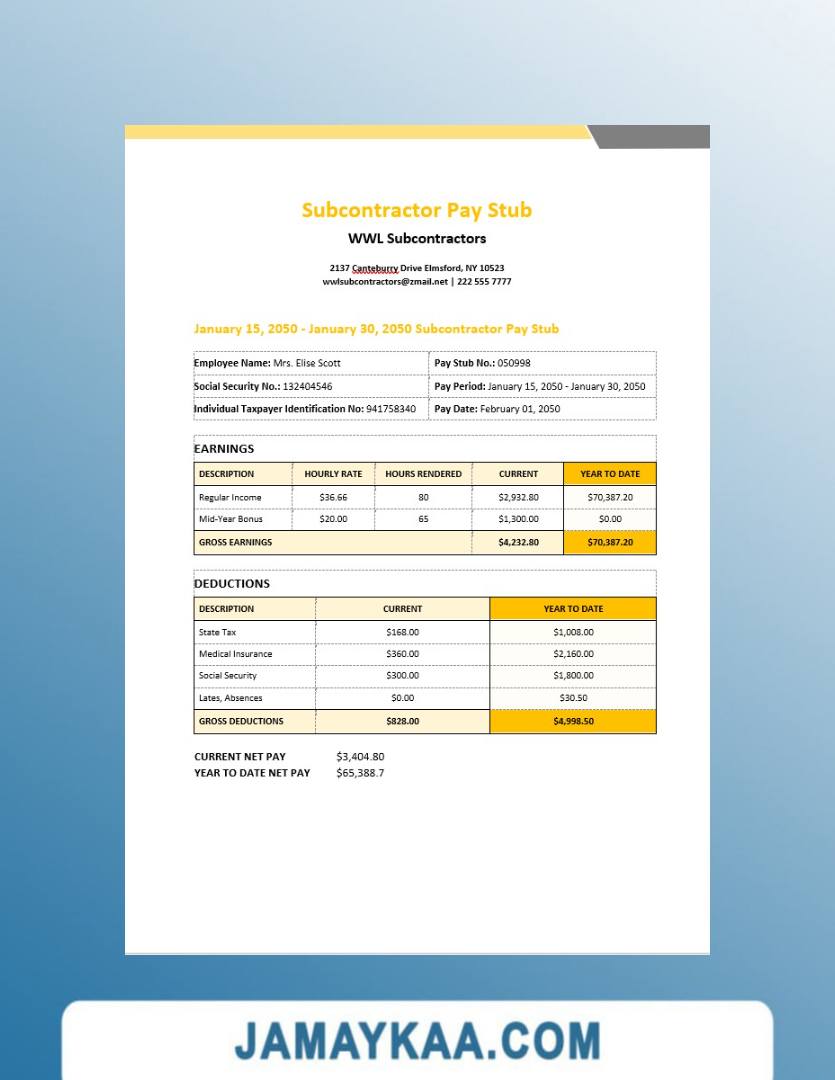 Subcontractor Pay Stub
WWL Subcontractors
2137 Canteburry Drive Elmsford, NY 10523
wwlsubcontractors@zmail.net | 222 555 7777
January 15, 2050 - January 30, 2050 Subcontractor Pay Stub
Employee Name: Mrs. Elise Scott Pay Stub No.: 050998
Social Security No.: 132404546 Pay Period: January 15, 2050 - January 30, 2050
Individual Taxpayer Identification No: 941758340 Pay Date: February 01, 2050
EARNINGS
DESCRIPTION HOURLY RATE HOURS RENDERED CURRENT YEAR TO DATE
Regular Income $36.66 80 $2,932.80 $70,387.20
Mid-Year Bonus $20.00 65 $1,300.00 $0.00
GROSS EARNINGS $4,232.80 $70,387.20
DEDUCTIONS
DESCRIPTION CURRENT YEAR TO DATE
State Tax $168.00 $1,008.00
Medical Insurance $360.00 $2,160.00
Social Security $300.00 $1,800.00
Lates, Absences $0.00 $30.50
GROSS DEDUCTIONS $828.00 $4,998.50
CURRENT NET PAY $3,404.80
YEAR TO DATE NET PAY $65,388.7
JAMAYKAA.COM